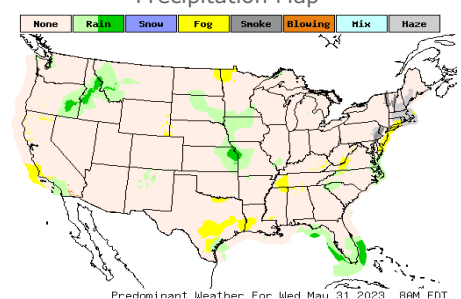 Precipitation Map
None Rain Snow Fog Smoke Blowing Mix Haze
Predominant Weather For Wed May 31 2023 8AM EDT